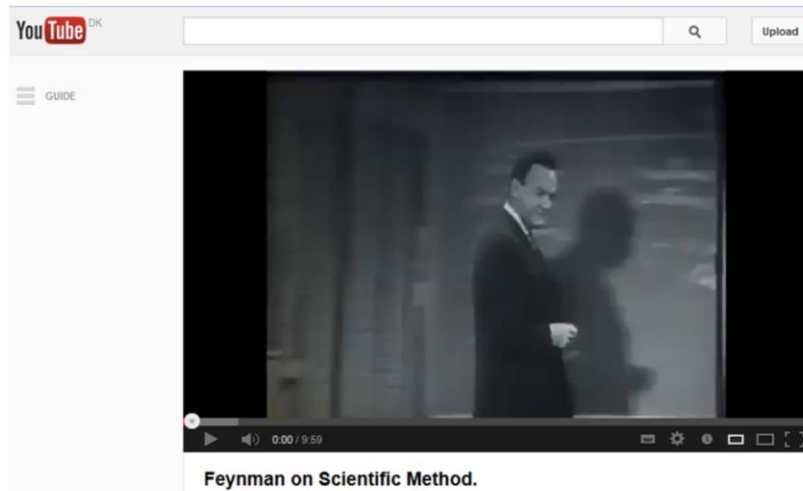 YouTube DK
Upload
GUIDE
0:00 / 9:59
Feynman on Scientific Method.